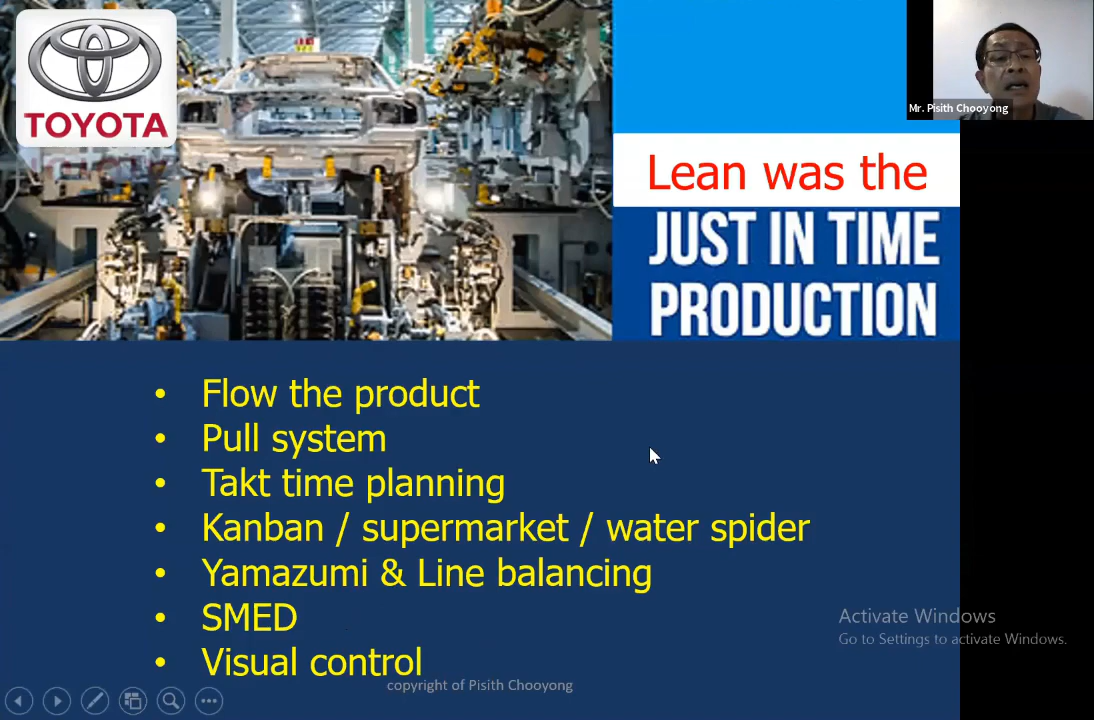 TOYOTA
Mr. Pisith Chooyong
Lean was the
JUST IN TIME
PRODUCTION
• Flow the product
• Pull system
• Takt time planning
• Kanban / supermarket / water spider
• Yamazumi & Line balancing
• SMED
• Visual control
Activate Windows
Go to Settings to activate Windows.
copyright of Pisith Chooyong